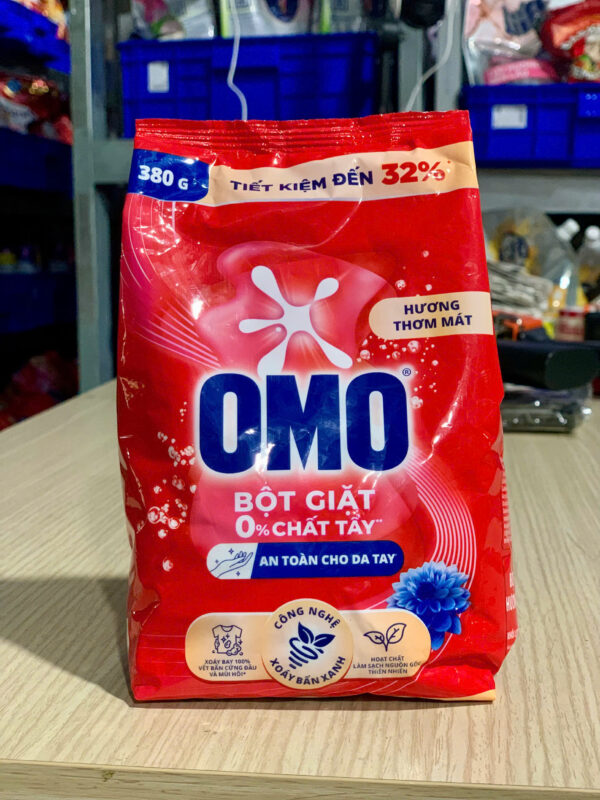 380 G
TIẾT KIỆM ĐẾN 32%*
HƯƠNG
THƠM MÁT
OMO®
BỘT GIẶT
0% CHẤT TẨY**
AN TOÀN CHO DA TAY
XOÁY BAY 100%
VẾT BẨN CỨNG ĐẦU
VÀ MÙI HÔI*
CÔNG NGHỆ
XOÁY BẨN XANH
HOẠT CHẤT
LÀM SẠCH NGUỒN GỐC
THIÊN NHIÊN